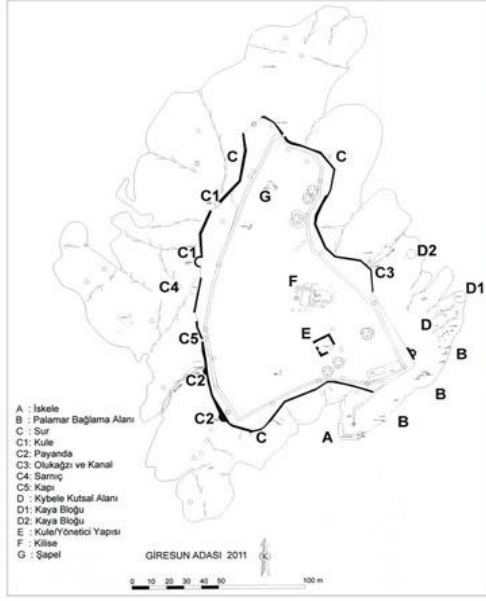 C
C
C1
G
D2
C1
C3
C4
F
D1
D
C5
E
B
C2
B
C2
B
C
A
A : İskele
B : Palamar Bağlama Alanı
C : Sur
C1: Kule
C2: Payanda
C3: Olukağzı ve Kanal
C4: Sarnıç
C5: Kapı
D : Kybele Kutsal Alanı
D1: Kaya Bloğu
D2: Kaya Bloğu
E : Kule/Yönetici Yapısı
F : Kilise
G : Şapel
GİRESUN ADASI 2011
K
0 10 20 30 40 50 100 m